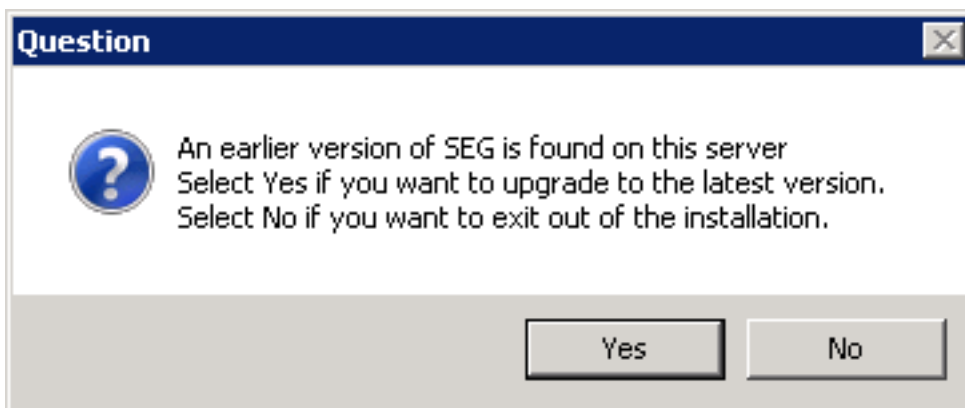 Question
An earlier version of SEG is found on this server
Select Yes if you want to upgrade to the latest version.
Select No if you want to exit out of the installation.
Yes
No